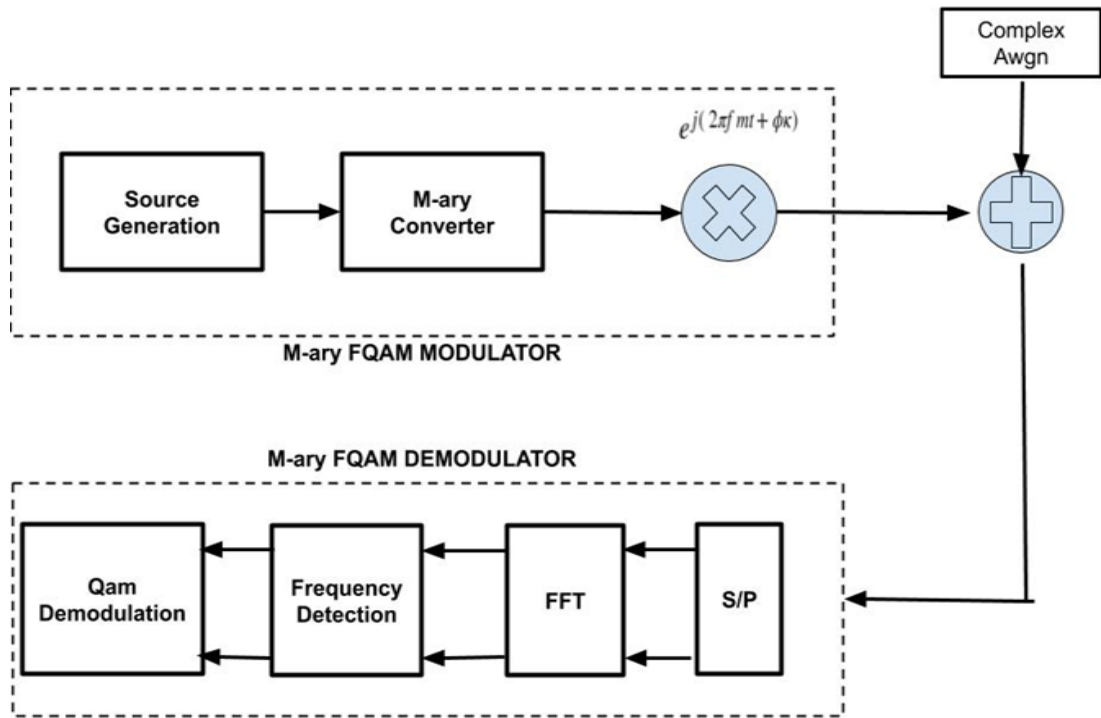 Complex
Awgn
e^{j(2πf mt + ϕκ)}
Source
Generation
M-ary
Converter
M-ary FQAM MODULATOR
M-ary FQAM DEMODULATOR
Qam
Demodulation
Frequency
Detection
FFT
S/P